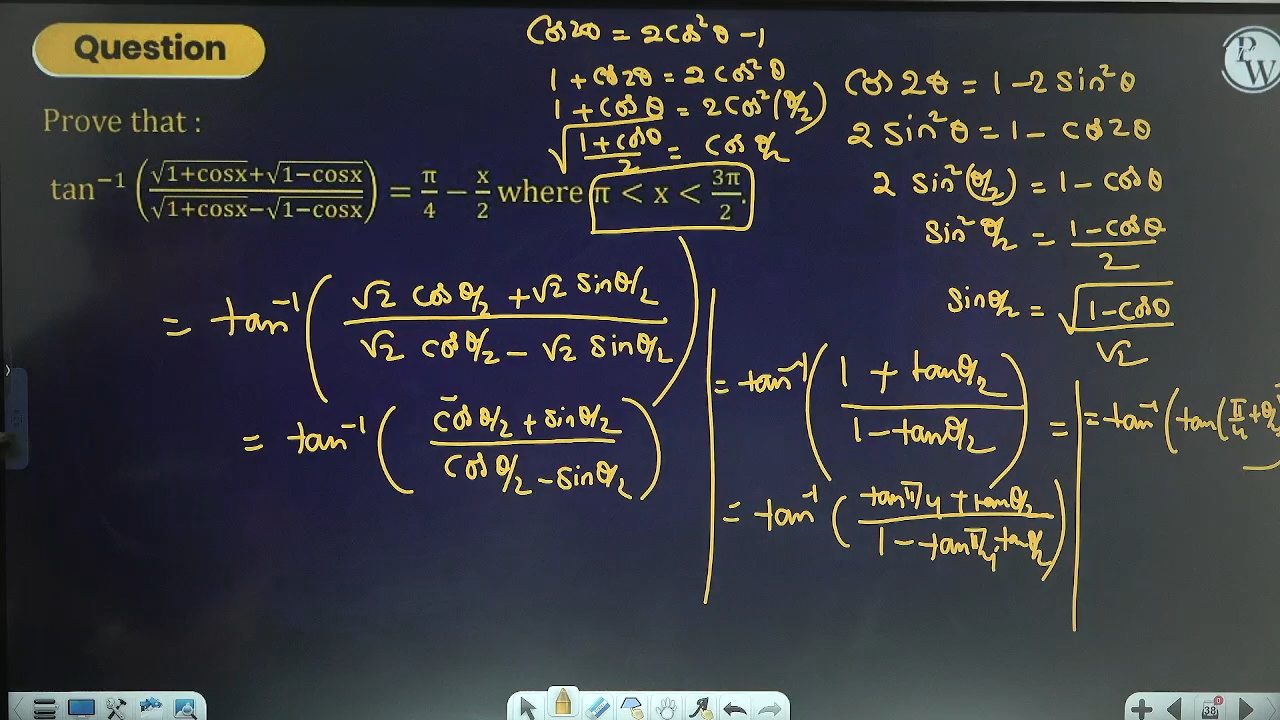 Question
PW
Prove that :
tan⁻¹ ((√1+cosx+√1−cosx)/(√1+cosx−√1−cosx)) = π/4 − x/2 where π < x < 3π/2.
cos2θ = 2cos²θ −1
1 + cos2θ = 2 cos²θ
1 + cosθ = 2cos²(θ/2)
√((1+cosθ)/2) = cos θ/2
cos 2θ = 1 − 2 sin²θ
2 sin²θ = 1 − cos2θ
2 sin²(θ/2) = 1 − cosθ
sin² θ/2 = (1 − cosθ)/2
sinθ/2 = √(1−cosθ)/√2
= tan⁻¹ ((√2 cosθ/2 + √2 sinθ/2)/(√2 cosθ/2 − √2 sinθ/2))
= tan⁻¹ ((cosθ/2 + sinθ/2)/(cosθ/2 − sinθ/2))
= tan⁻¹ ((1 + tanθ/2)/(1 − tanθ/2)) =
= tan⁻¹ ((tanπ/4 + tanθ/2)/(1 − tanπ/4 . tanθ/2))
= tan⁻¹ (tan(π/4 + θ/2
38